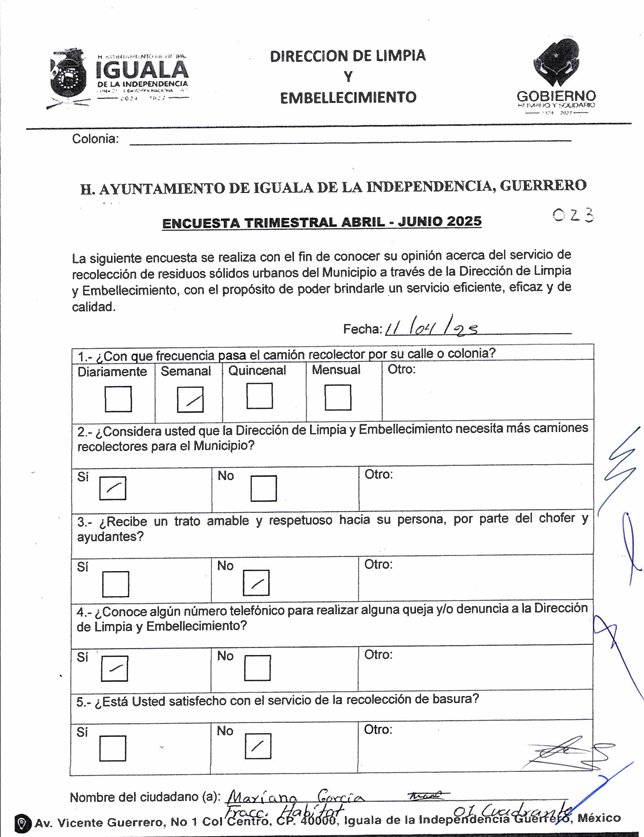 H. AYUNTAMIENTO MUNICIPAL
IGUALA
DE LA INDEPENDENCIA
2024 2027
DIRECCION DE LIMPIA
Y
EMBELLECIMIENTO
GOBIERNO
HUMANO Y SOLIDARIO
2024 - 2027
Colonia:
H. AYUNTAMIENTO DE IGUALA DE LA INDEPENDENCIA, GUERRERO
ENCUESTA TRIMESTRAL ABRIL - JUNIO 2025
023
La siguiente encuesta se realiza con el fin de conocer su opinión acerca del servicio de
recolección de residuos sólidos urbanos del Municipio a través de la Dirección de Limpia
y Embellecimiento, con el propósito de poder brindarle un servicio eficiente, eficaz y de
calidad.
Fecha: 11/04/25
1.- ¿Con que frecuencia pasa el camión recolector por su calle o colonia?
Diariamente Semanal Quincenal Mensual Otro:
2.- ¿Considera usted que la Dirección de Limpia y Embellecimiento necesita más camiones
recolectores para el Municipio?
Sí No Otro:
3.- ¿Recibe un trato amable y respetuoso hacia su persona, por parte del chofer y
ayudantes?
Sí No Otro:
4.- ¿Conoce algún número telefónico para realizar alguna queja y/o denuncia a la Dirección
de Limpia y Embellecimiento?
Sí No Otro:
5.- ¿Está Usted satisfecho con el servicio de la recolección de basura?
Sí No Otro:
Nombre del ciudadano (a): Mariano Garcia
Fracc. Habitat 01 Cuadrante
Av. Vicente Guerrero, No 1 Col Centro, CP. 40000, Iguala de la Independencia Guerrero, México